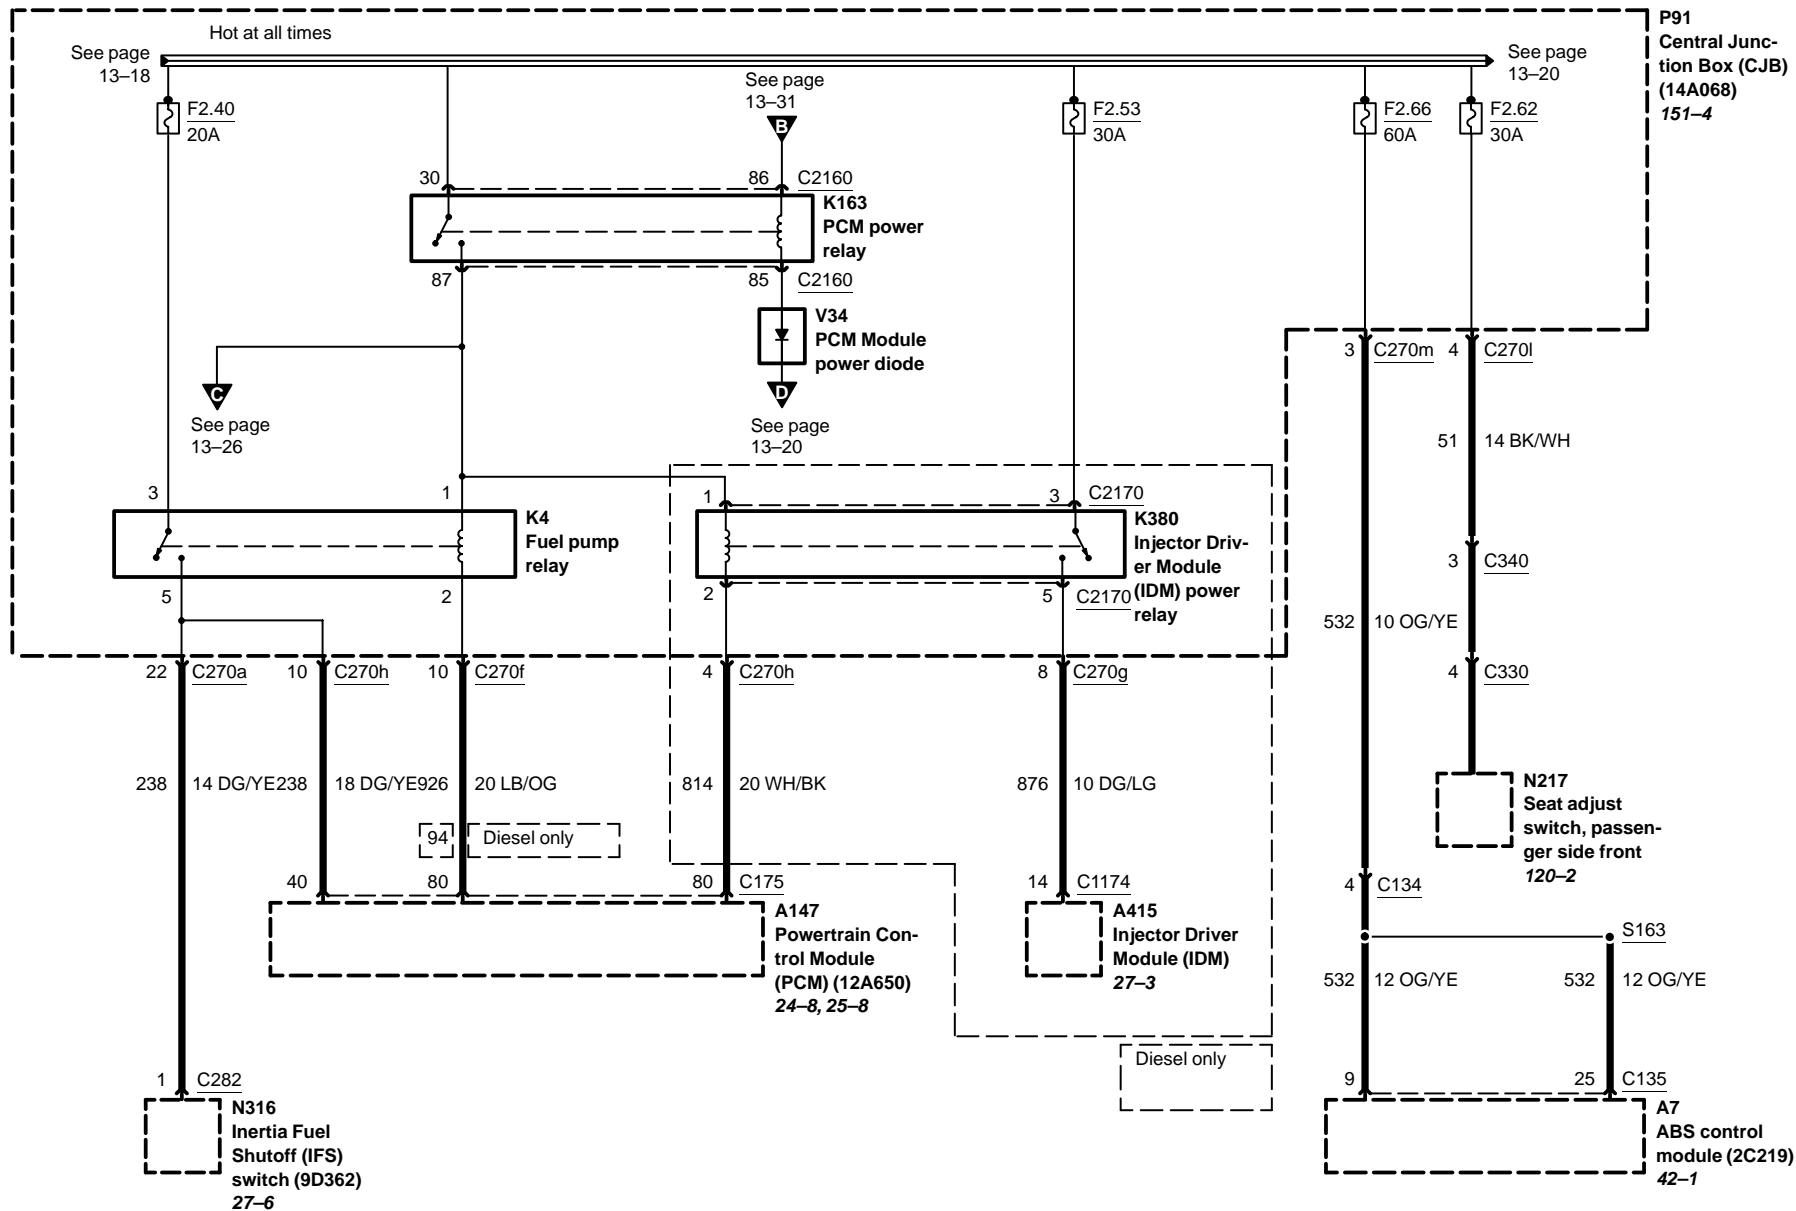 Hot at all times
See page
13–18
See page
13–31
B
See page
13–20
P91
Central Junc-
tion Box (CJB)
(14A068)
151–4
F2.40
20A
F2.53
30A
F2.66
60A
F2.62
30A
30
86
C2160
K163
PCM power
relay
87
85
C2160
V34
PCM Module
power diode
C
See page
13–26
D
See page
13–20
3
C270m
4
C270l
51
14 BK/WH
3
1
K4
Fuel pump
relay
5
2
1
3
C2170
K380
Injector Driv-
er Module
(IDM) power
relay
2
5
C2170
3
C340
532
10 OG/YE
4
C330
22
C270a
10
C270h
10
C270f
4
C270h
8
C270g
238
14 DG/YE
238
18 DG/YE
926
20 LB/OG
814
20 WH/BK
876
10 DG/LG
94
Diesel only
N217
Seat adjust
switch, passen-
ger side front
120–2
40
80
80
C175
14
C1174
4
C134
A147
Powertrain Con-
trol Module
(PCM) (12A650)
24–8, 25–8
A415
Injector Driver
Module (IDM)
27–3
S163
532
12 OG/YE
532
12 OG/YE
Diesel only
1
C282
9
25
C135
N316
Inertia Fuel
Shutoff (IFS)
switch (9D362)
27–6
A7
ABS control
module (2C219)
42–1